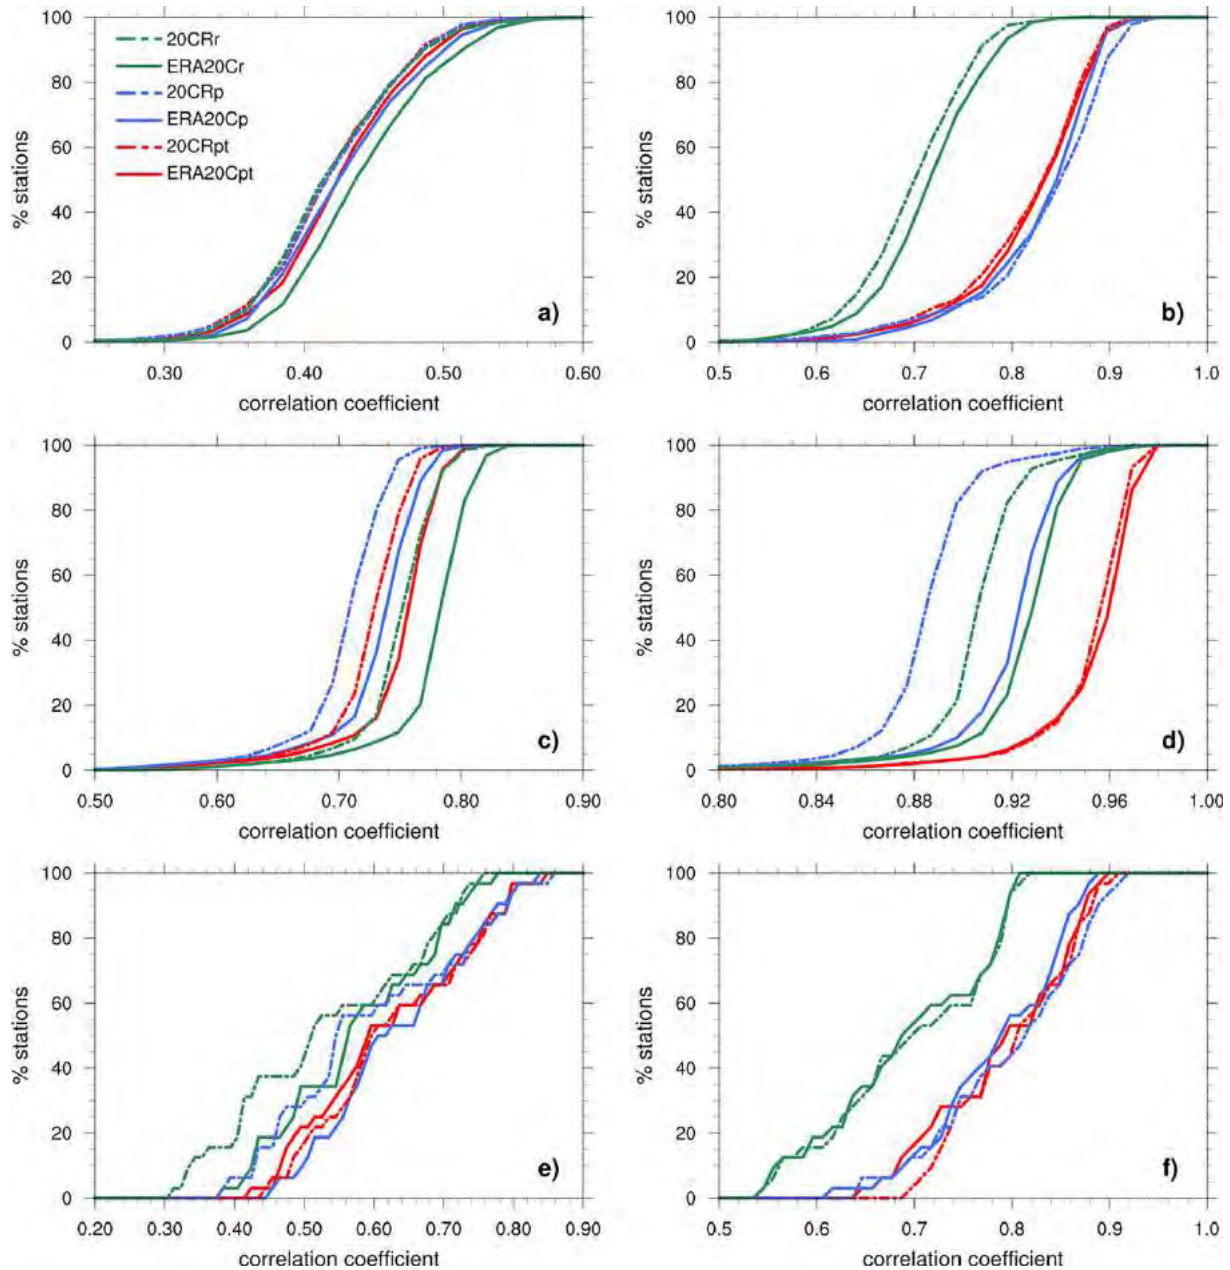 100
80
60
40
20
0
% stations
20CRr
ERA20Cr
20CRp
ERA20Cp
20CRpt
ERA20Cpt
a)
0.30 0.40 0.50 0.60
correlation coefficient
100
80
60
40
20
0
% stations
b)
0.5 0.6 0.7 0.8 0.9 1.0
correlation coefficient
100
80
60
40
20
0
% stations
c)
0.50 0.60 0.70 0.80 0.90
correlation coefficient
100
80
60
40
20
0
% stations
d)
0.80 0.84 0.88 0.92 0.96 1.00
correlation coefficient
100
80
60
40
20
0
% stations
e)
0.20 0.30 0.40 0.50 0.60 0.70 0.80 0.90
correlation coefficient
100
80
60
40
20
0
% stations
f)
0.5 0.6 0.7 0.8 0.9 1.0
correlation coefficient